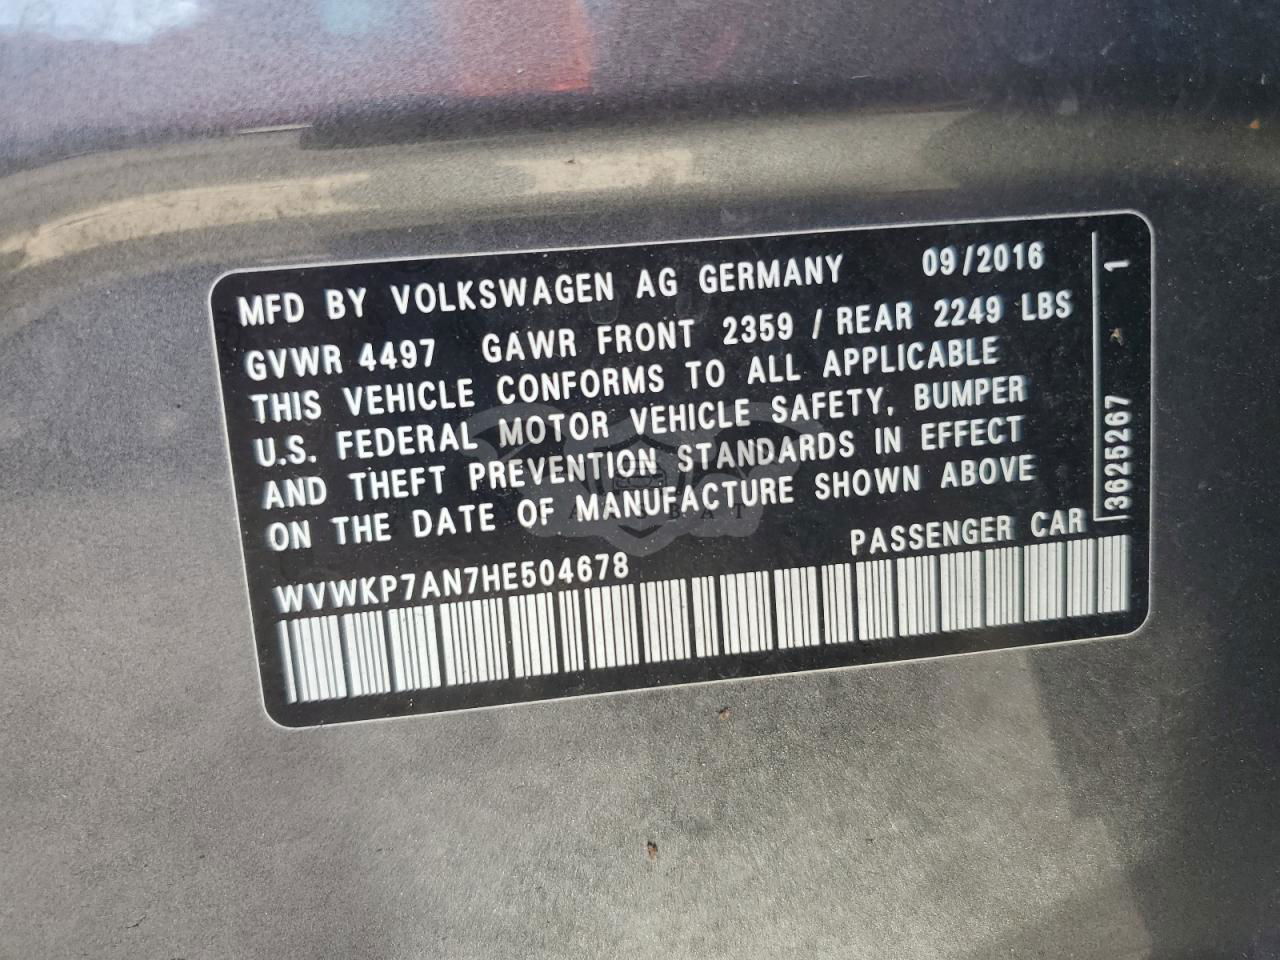 MFD BY VOLKSWAGEN AG GERMANY 09/2016
GVWR 4497 GAWR FRONT 2359 / REAR 2249 LBS
THIS VEHICLE CONFORMS TO ALL APPLICABLE
U.S. FEDERAL MOTOR VEHICLE SAFETY, BUMPER
AND THEFT PREVENTION STANDARDS IN EFFECT
ON THE DATE OF MANUFACTURE SHOWN ABOVE
PASSENGER CAR
WVWKP7AN7HE504678
3625267 1